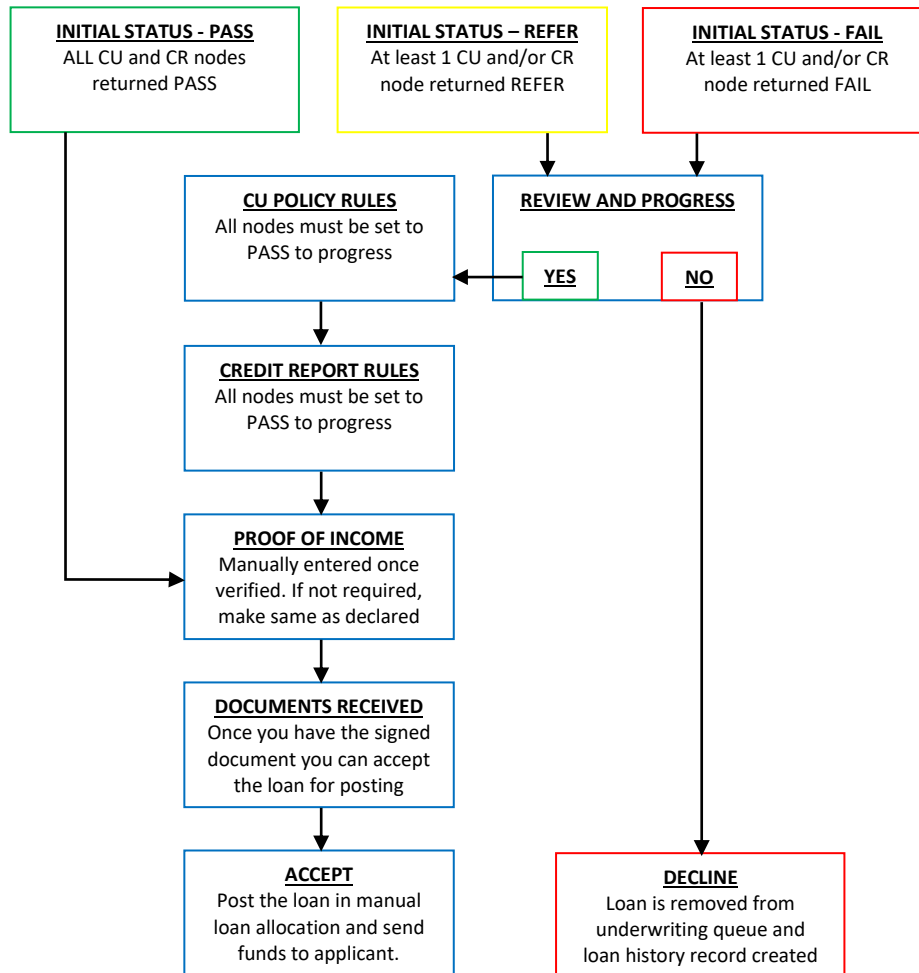 INITIAL STATUS - PASS
ALL CU and CR nodes
returned PASS
INITIAL STATUS – REFER
At least 1 CU and/or CR
node returned REFER
INITIAL STATUS - FAIL
At least 1 CU and/or CR
node returned FAIL
CU POLICY RULES
All nodes must be set to
PASS to progress
REVIEW AND PROGRESS
YES
NO
CREDIT REPORT RULES
All nodes must be set to
PASS to progress
PROOF OF INCOME
Manually entered once
verified. If not required,
make same as declared
DOCUMENTS RECEIVED
Once you have the signed
document you can accept
the loan for posting
ACCEPT
Post the loan in manual
loan allocation and send
funds to applicant.
DECLINE
Loan is removed from
underwriting queue and
loan history record created